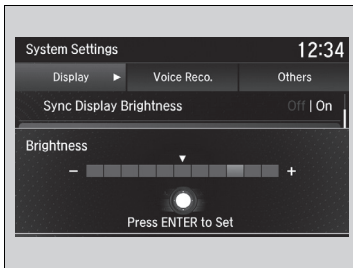 System Settings 12:34
Display ► Voice Reco. Others
Sync Display Brightness Off | On
Brightness
– +
Press ENTER to Set